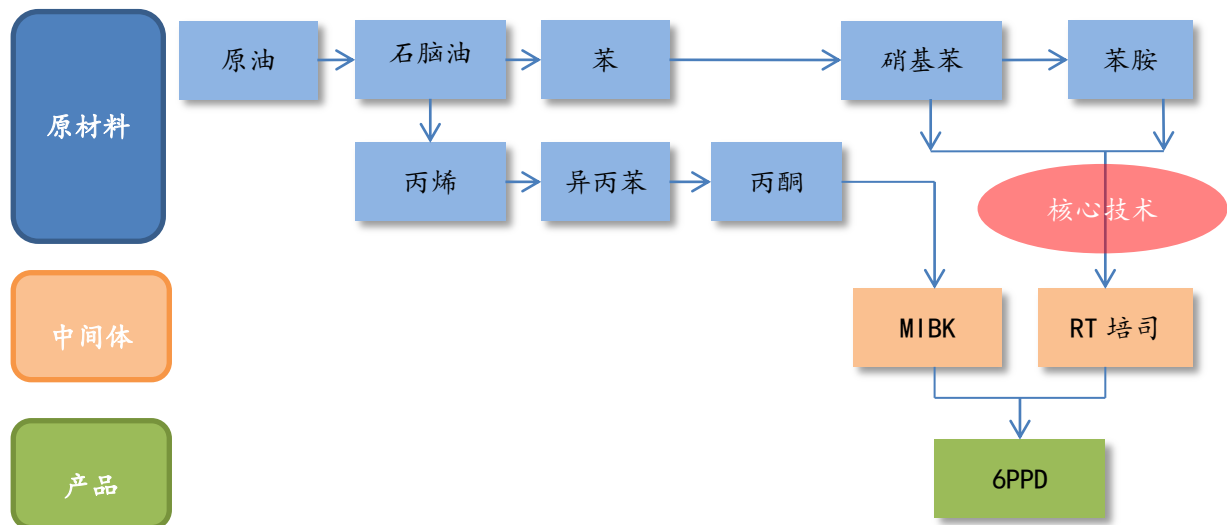 原材料
原油
石脑油
苯
硝基苯
苯胺
丙烯
异丙苯
丙酮
核心技术
中间体
MIBK
RT 培司
产品
6PPD